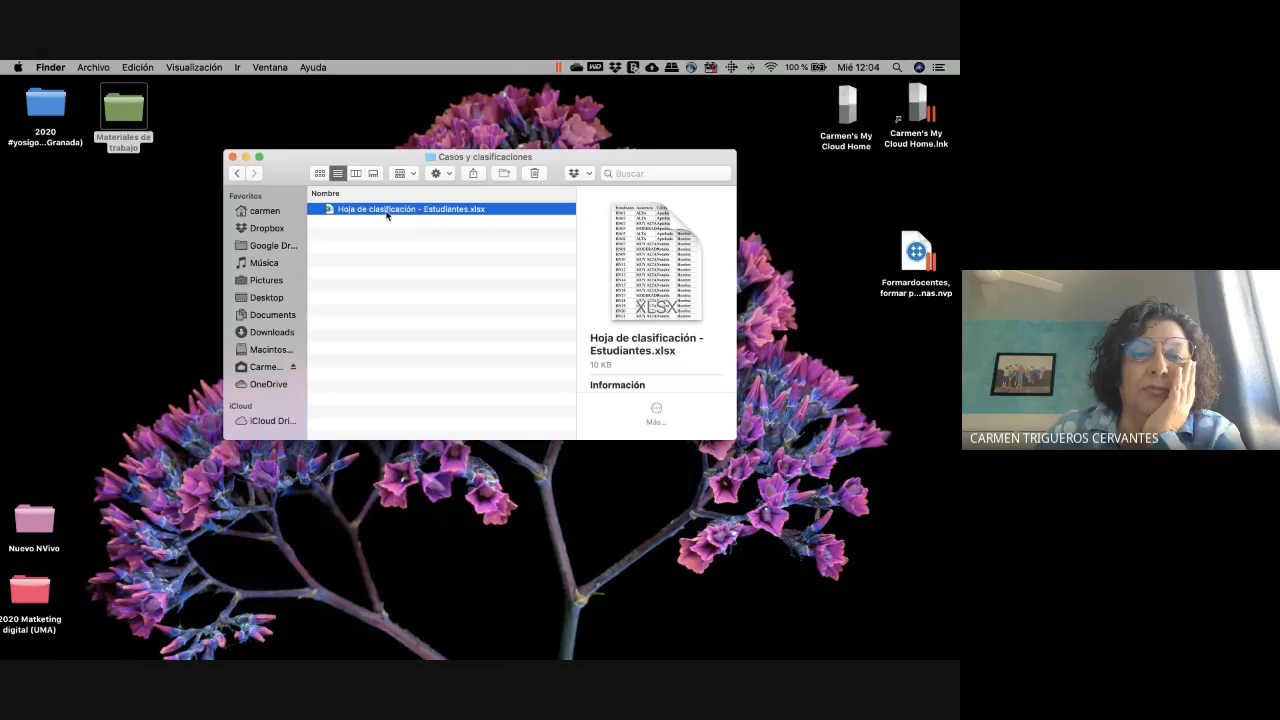 Finder Archivo Edición Visualización Ir Ventana Ayuda
WD 100 % Mié 12:04
2020
#yosigo...Granada)
Materiales de
trabajo
Carmen's My
Cloud Home
Carmen's My
Cloud Home.lnk
Casos y clasificaciones
Buscar
Favoritos
carmen
Dropbox
Google Dr...
Música
Pictures
Desktop
Documents
Downloads
Macintos...
Carme...
OneDrive
iCloud
iCloud Dri...
Nombre
Hoja de clasificación - Estudiantes.xlsx
XLSX
Hoja de clasificación -
Estudiantes.xlsx
10 KB
Información
Más...
Formardocentes,
formar p...nas.nvp
Nuevo NVivo
2020 Matketing
digital (UMA)
CARMEN TRIGUEROS CERVANTES